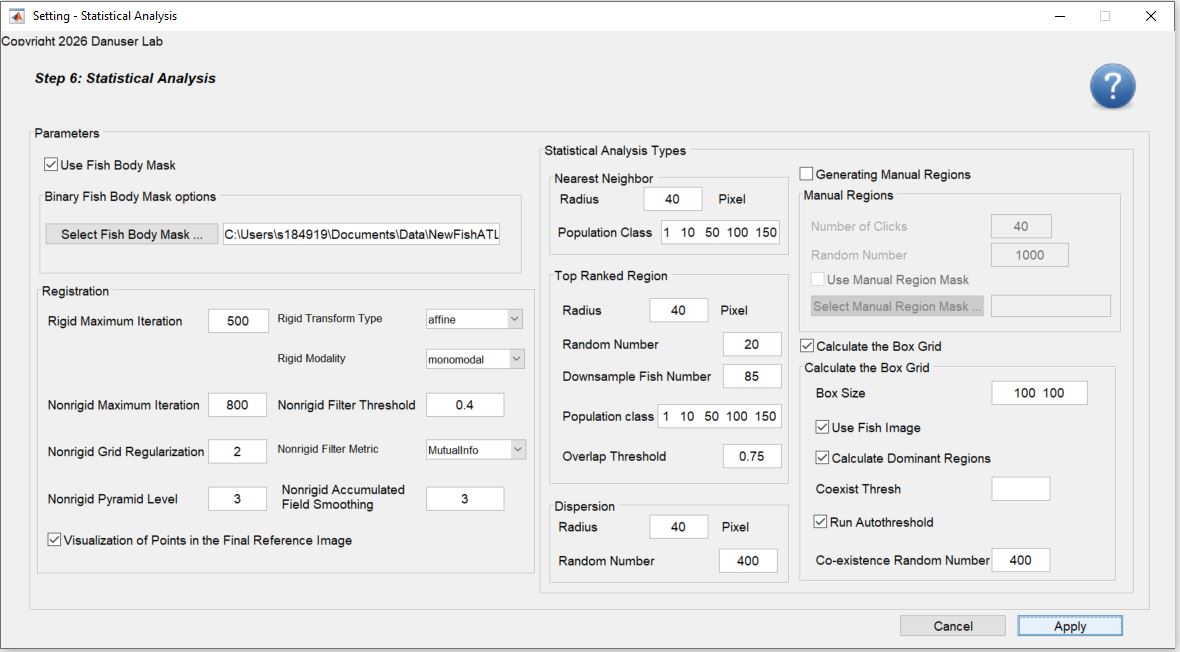 Setting - Statistical Analysis
Copyright 2026 Danuser Lab
Step 6: Statistical Analysis
?
Parameters
Use Fish Body Mask
Binary Fish Body Mask options
Select Fish Body Mask ... C:\Users\s184919\Documents\Data\NewFishATL
Registration
Rigid Maximum Iteration 500 Rigid Transform Type affine
Rigid Modality monomodal
Nonrigid Maximum Iteration 800 Nonrigid Filter Threshold 0.4
Nonrigid Grid Regularization 2 Nonrigid Filter Metric MutualInfo
Nonrigid Pyramid Level 3 Nonrigid Accumulated
Field Smoothing 3
Visualization of Points in the Final Reference Image
Statistical Analysis Types
Nearest Neighbor
Radius 40 Pixel
Population Class 1 10 50 100 150
Top Ranked Region
Radius 40 Pixel
Random Number 20
Downsample Fish Number 85
Population class 1 10 50 100 150
Overlap Threshold 0.75
Dispersion
Radius 40 Pixel
Random Number 400
Generating Manual Regions
Manual Regions
Number of Clicks 40
Random Number 1000
Use Manual Region Mask
Select Manual Region Mask ...
Calculate the Box Grid
Calculate the Box Grid
Box Size 100 100
Use Fish Image
Calculate Dominant Regions
Coexist Thresh
Run Autothreshold
Co-existence Random Number 400
Cancel Apply